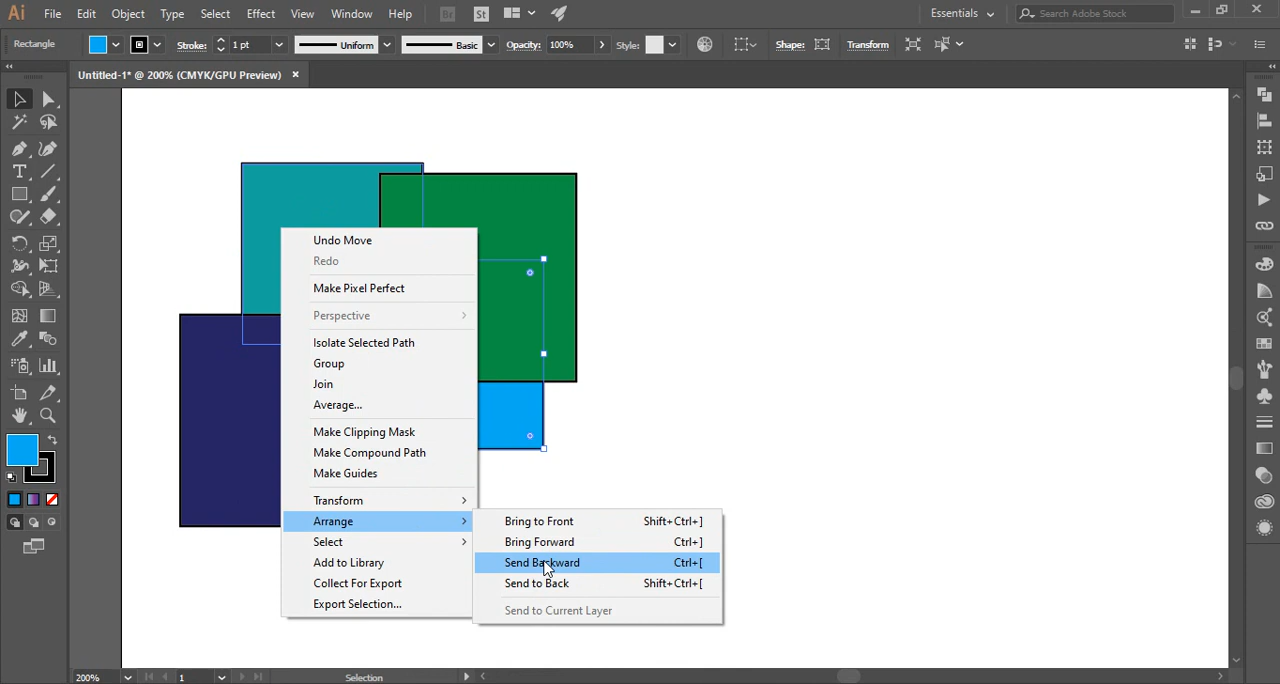 Ai File Edit Object Type Select Effect View Window Help Br St Essentials Search Adobe Stock
Rectangle Stroke: 1 pt Uniform Basic Opacity: 100% Style: Shape: Transform
Untitled-1* @ 200% (CMYK/GPU Preview) ×
Undo Move
Redo
Make Pixel Perfect
Perspective
Isolate Selected Path
Group
Join
Average...
Make Clipping Mask
Make Compound Path
Make Guides
Transform
Arrange
Select
Add to Library
Collect For Export
Export Selection...
Bring to Front Shift+Ctrl+]
Bring Forward Ctrl+]
Send Backward Ctrl+[
Send to Back Shift+Ctrl+[
Send to Current Layer
200% 1 Selection